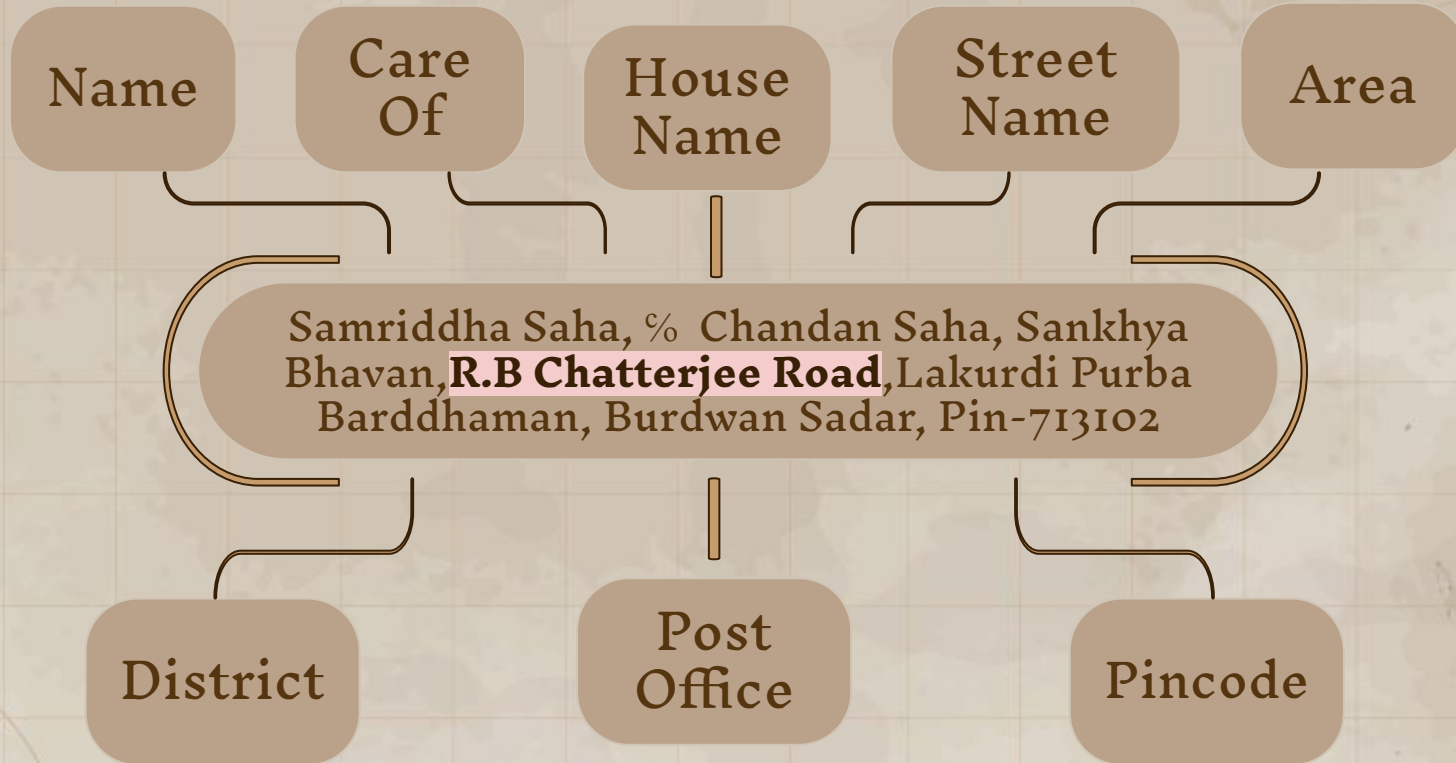 Name
Care
Of
House
Name
Street
Name
Area
Samriddha Saha, ℅ Chandan Saha, Sankhya
Bhavan,R.B Chatterjee Road,Lakurdi Purba
Barddhaman, Burdwan Sadar, Pin-713102
District
Post
Office
Pincode